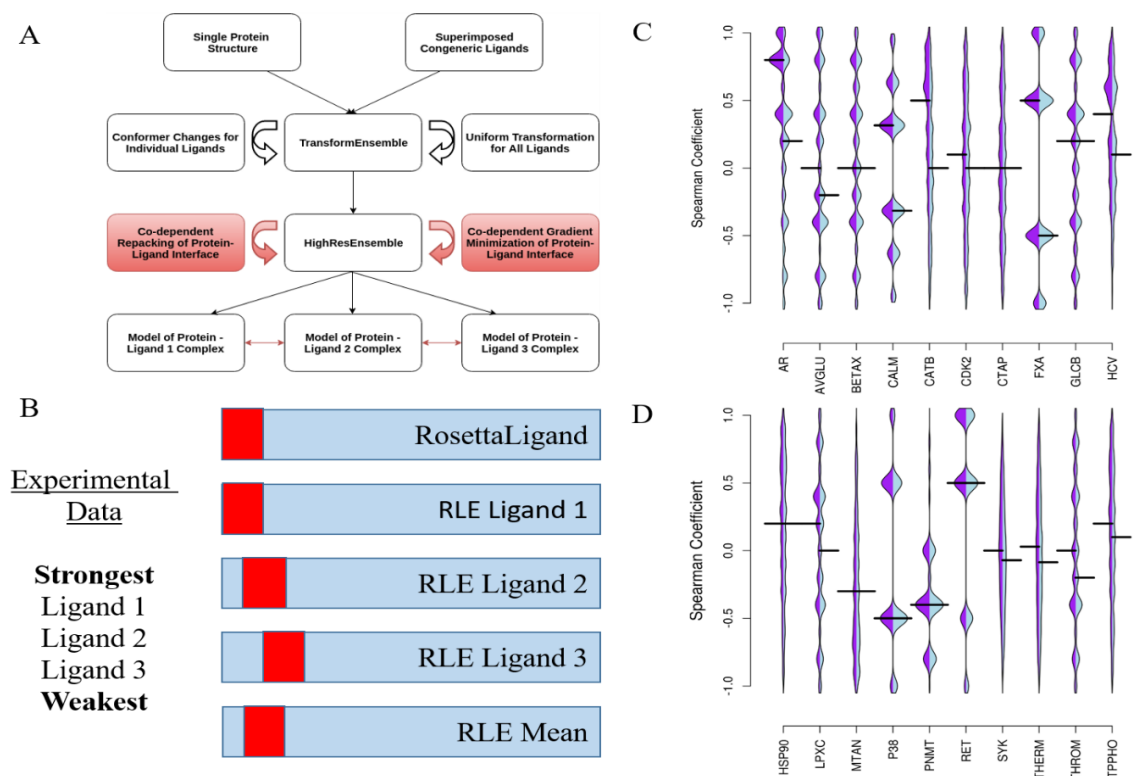 A
Single Protein
Structure
Superimposed
Congeneric Ligands
Conformer Changes for
Individual Ligands
TransformEnsemble
Uniform Transformation
for All Ligands
Co-dependent
Repacking of Protein-
Ligand Interface
HighResEnsemble
Co-dependent Gradient
Minimization of Protein-
Ligand Interface
Model of Protein -
Ligand 1 Complex
Model of Protein -
Ligand 2 Complex
Model of Protein -
Ligand 3 Complex
B
Experimental
Data
Strongest
Ligand 1
Ligand 2
Ligand 3
Weakest
RosettaLigand
RLE Ligand 1
RLE Ligand 2
RLE Ligand 3
RLE Mean
C
Spearman Coefficient
1.0
0.5
0.0
-0.5
-1.0
AR
AVGLU
BETAX
CALM
CATB
CDK2
CTAP
FXA
GLCB
HCV
D
Spearman Coefficient
1.0
0.5
0.0
-0.5
-1.0
HSP90
LPXC
MTAN
P38
PNMT
RET
SYK
THERM
THROM
TPPHO